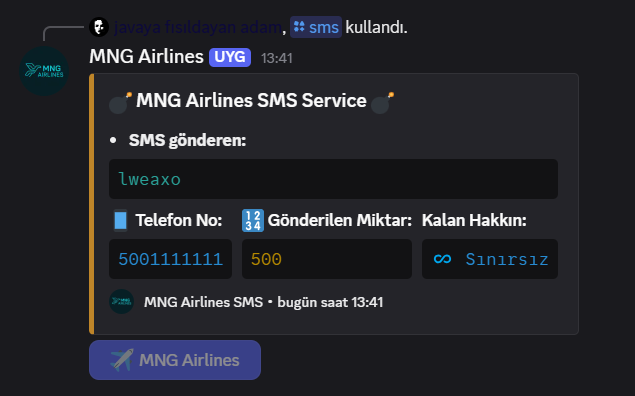 javaya fısıldayan adam, sms kullandı.
MNG AIRLINES
MNG Airlines UYG 13:41
💣 MNG Airlines SMS Service 💣
• SMS gönderen:
lweaxo
Telefon No: 🔢 Gönderilen Miktar: Kalan Hakkın:
5001111111 500 ∞ Sınırsız
MNG Airlines SMS • bugün saat 13:41
✈️ MNG Airlines